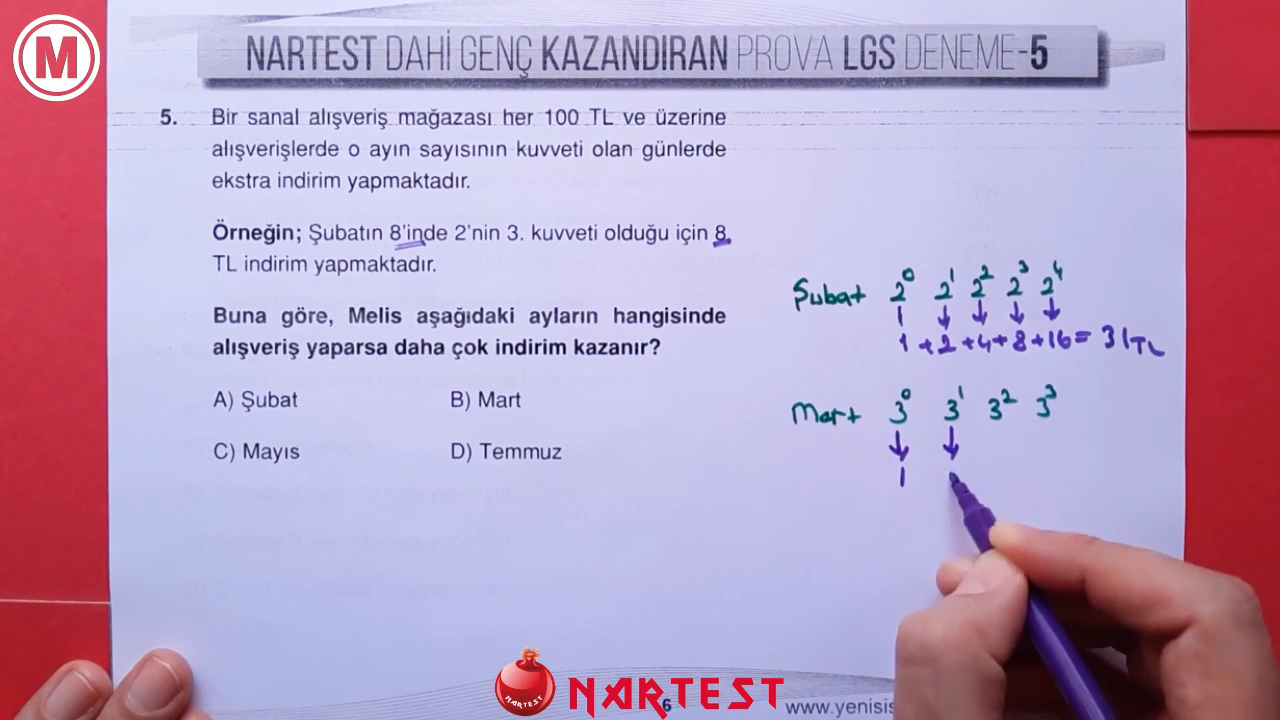 M
NARTEST DAHİ GENÇ KAZANDIRAN PROVA LGS DENEME-5
5. Bir sanal alışveriş mağazası her 100 TL ve üzerine
alışverişlerde o ayın sayısının kuvveti olan günlerde
ekstra indirim yapmaktadır.
Örneğin; Şubatın 8'inde 2'nin 3. kuvveti olduğu için 8
TL indirim yapmaktadır.
Buna göre, Melis aşağıdaki ayların hangisinde
alışveriş yaparsa daha çok indirim kazanır?
A) Şubat B) Mart
C) Mayıs D) Temmuz
Şubat 2⁰ 2¹ 2² 2³ 2⁴
1 + 2 + 4 + 8 + 16 = 31 TL
Mart 3⁰ 3¹ 3² 3³
1
NARTEST
NARTEST
6
www.yenisis